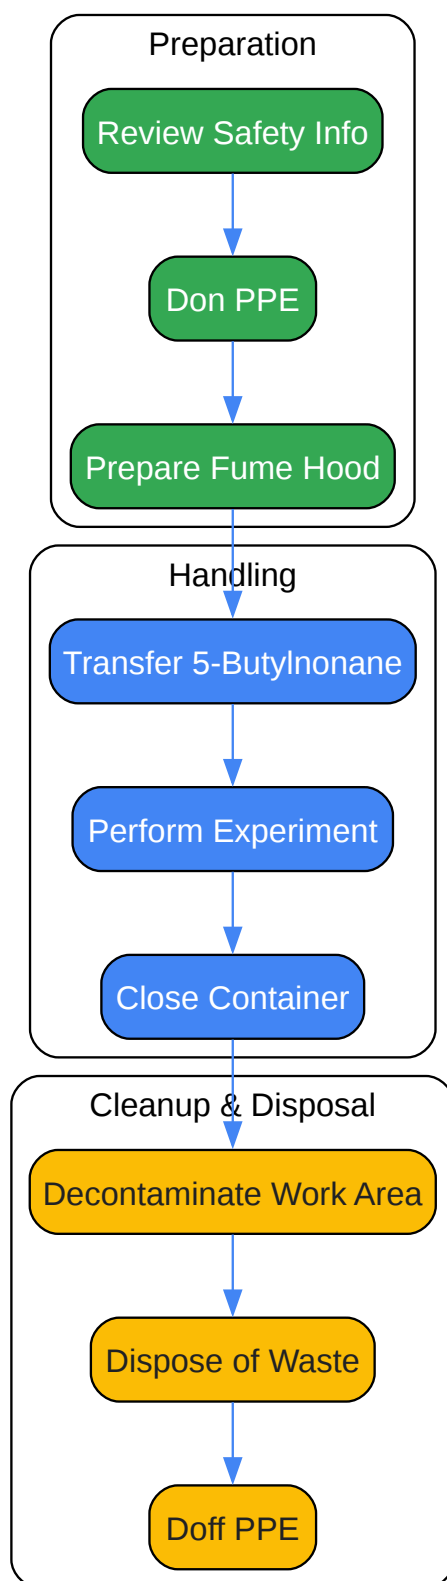 Preparation
Review Safety Info
Don PPE
Prepare Fume Hood
Handling
Transfer 5-Butylnonane
Perform Experiment
Close Container
Cleanup & Disposal
Decontaminate Work Area
Dispose of Waste
Doff PPE